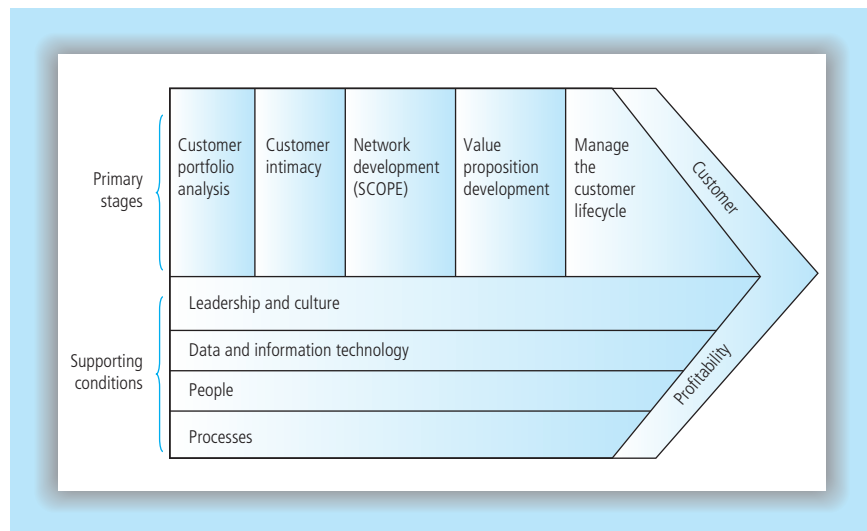 Primary
stages
Customer
portfolio
analysis
Customer
intimacy
Network
development
(SCOPE)
Value
proposition
development
Manage
the
customer
lifecycle
Customer
Supporting
conditions
Leadership and culture
Data and information technology
People
Processes
Profitability